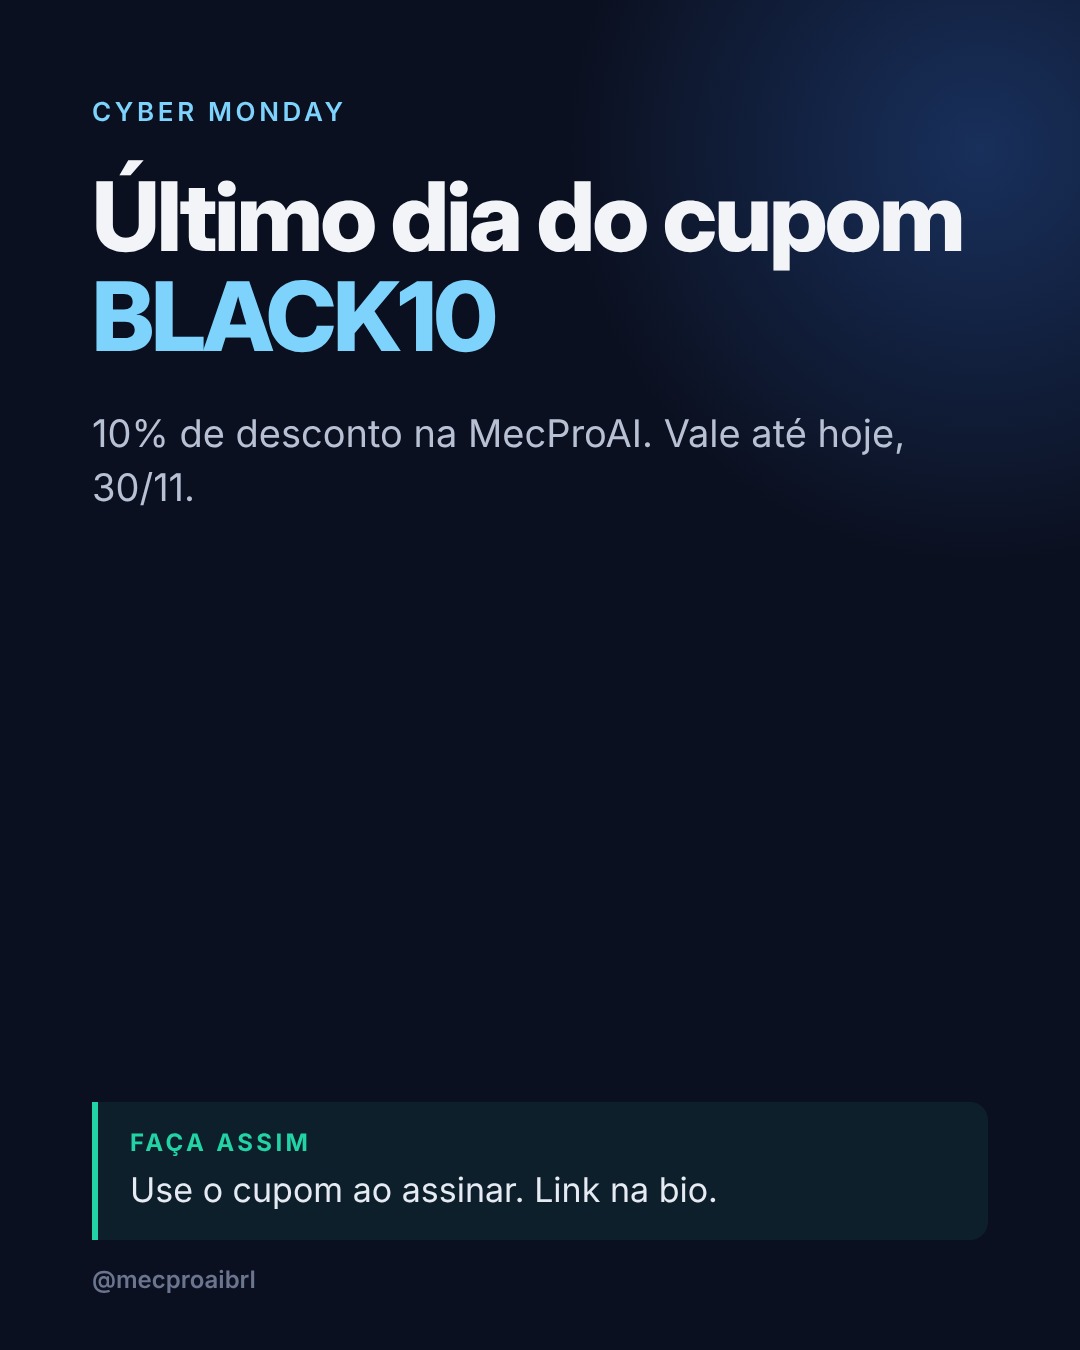 CYBER MONDAY
Último dia do cupom
BLACK10
10% de desconto na MecProAI. Vale até hoje,
30/11.
FAÇA ASSIM
Use o cupom ao assinar. Link na bio.
@mecproaibrl